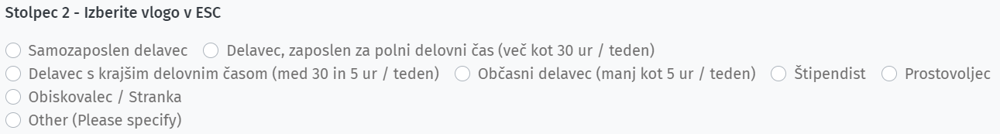 Stolpec 2 - Izberite vlogo v ESC
Samozaposlen delavec Delavec, zaposlen za polni delovni čas (več kot 30 ur / teden)
Delavec s krajšim delovnim časom (med 30 in 5 ur / teden) Občasni delavec (manj kot 5 ur / teden) Štipendist Prostovoljec
Obiskovalec / Stranka
Other (Please specify)